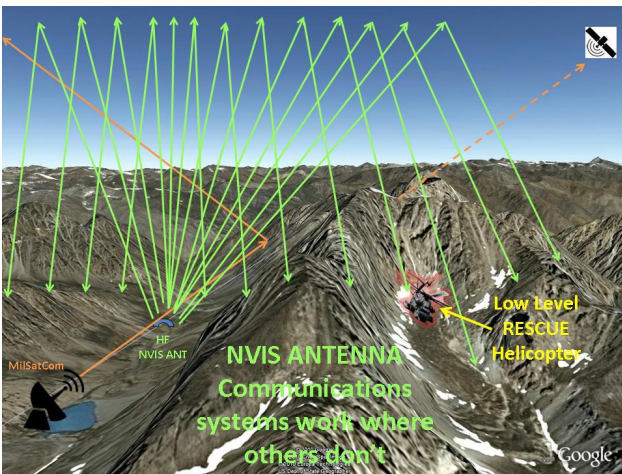 MilSatCom
HF
NVIS ANT
NVIS ANTENNA
Communications
systems work where
others don't
Low Level
RESCUE
Helicopter
Google